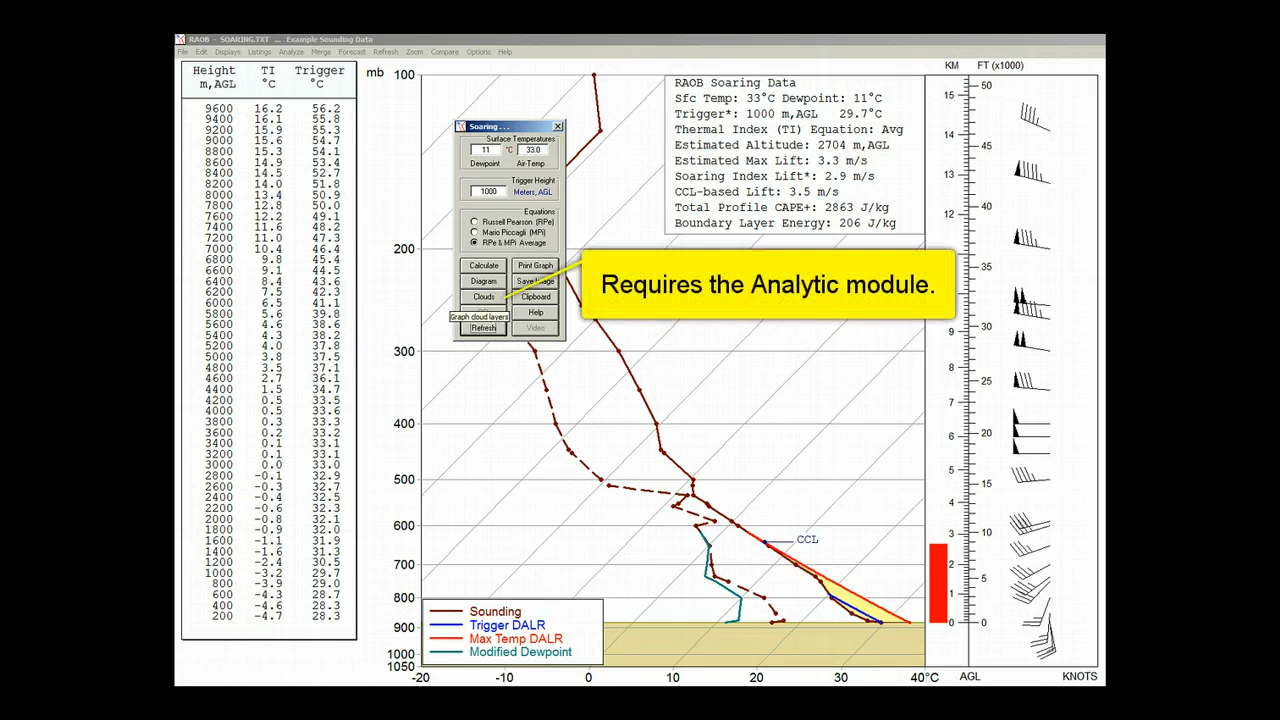 RAOB - SOARING.TXT ... Example Sounding Data
File Edit Displays Listings Analyze Merge Forecast Refresh Zoom Compare Options Help
Height TI Trigger
m,AGL °C °C
9600 16.2 56.2
9400 16.1 55.8
9200 15.9 55.3
9000 15.6 54.7
8800 15.3 54.1
8600 14.9 53.4
8400 14.5 52.7
8200 14.0 51.8
8000 13.4 50.9
7800 12.8 50.0
7600 12.2 49.1
7400 11.6 48.2
7200 11.0 47.3
7000 10.4 46.4
6800 9.8 45.4
6600 9.1 44.5
6400 8.4 43.6
6200 7.5 42.3
6000 6.5 41.1
5800 5.6 39.8
5600 4.6 38.6
5400 4.3 38.2
5200 4.0 37.8
5000 3.8 37.5
4800 3.5 37.1
4600 2.7 36.1
4400 1.5 34.7
4200 0.5 33.5
4000 0.5 33.6
3800 0.3 33.3
3600 0.2 33.2
3400 0.1 33.1
3200 0.1 33.1
3000 0.0 33.0
2800 -0.1 32.9
2600 -0.3 32.7
2400 -0.4 32.6
2200 -0.6 32.3
2000 -0.8 32.1
1800 -0.9 32.0
1600 -1.1 31.9
1400 -1.6 31.3
1200 -2.4 30.5
1000 -3.2 29.7
800 -3.9 29.0
600 -4.3 28.7
400 -4.6 28.3
200 -4.7 28.3
mb
100
200
300
400
500
600
700
800
900
1000
1050
Soaring ...
Surface Temperatures
11 °C 33.0
Dewpoint Air-Temp
Trigger Height
1000 Meters, AGL
Equations
Russell Pearson (RPe)
Mario Piccagli (MPi)
RPe & MPi Average
Calculate Print Graph
Diagram Save Image
Clouds Clipboard
Help
Graph cloud layers
Refresh Video
RAOB Soaring Data
Sfc Temp: 33°C Dewpoint: 11°C
Trigger*: 1000 m,AGL 29.7°C
Thermal Index (TI) Equation: Avg
Estimated Altitude: 2704 m,AGL
Estimated Max Lift: 3.3 m/s
Soaring Index Lift*: 2.9 m/s
CCL-based Lift: 3.5 m/s
Total Profile CAPE+: 2863 J/kg
Boundary Layer Energy: 206 J/kg
Requires the Analytic module.
CCL
Sounding
Trigger DALR
Max Temp DALR
Modified Dewpoint
-20 -10 0 10 20 30 40°C
KM FT (x1000)
15
14
13
12
9
8
7
6
5
4
3
2
1
0
50
45
40
35
30
25
20
15
10
5
0
AGL KNOTS